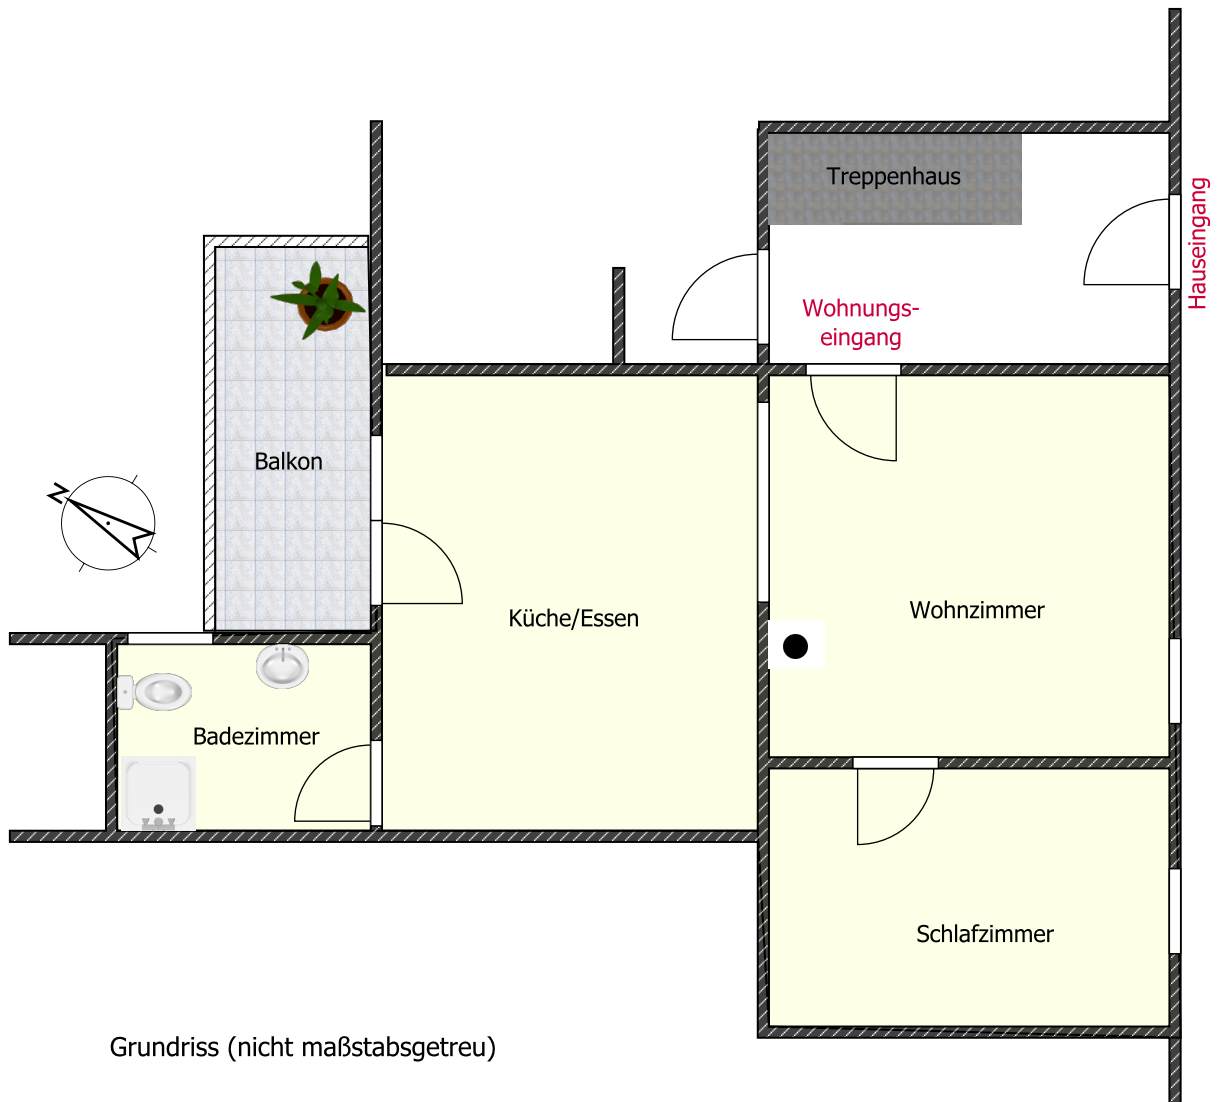 Treppenhaus
Hauseingang
Wohnungs-
eingang
Balkon
N
Küche/Essen
Wohnzimmer
Badezimmer
Schlafzimmer
Grundriss (nicht maßstabsgetreu)